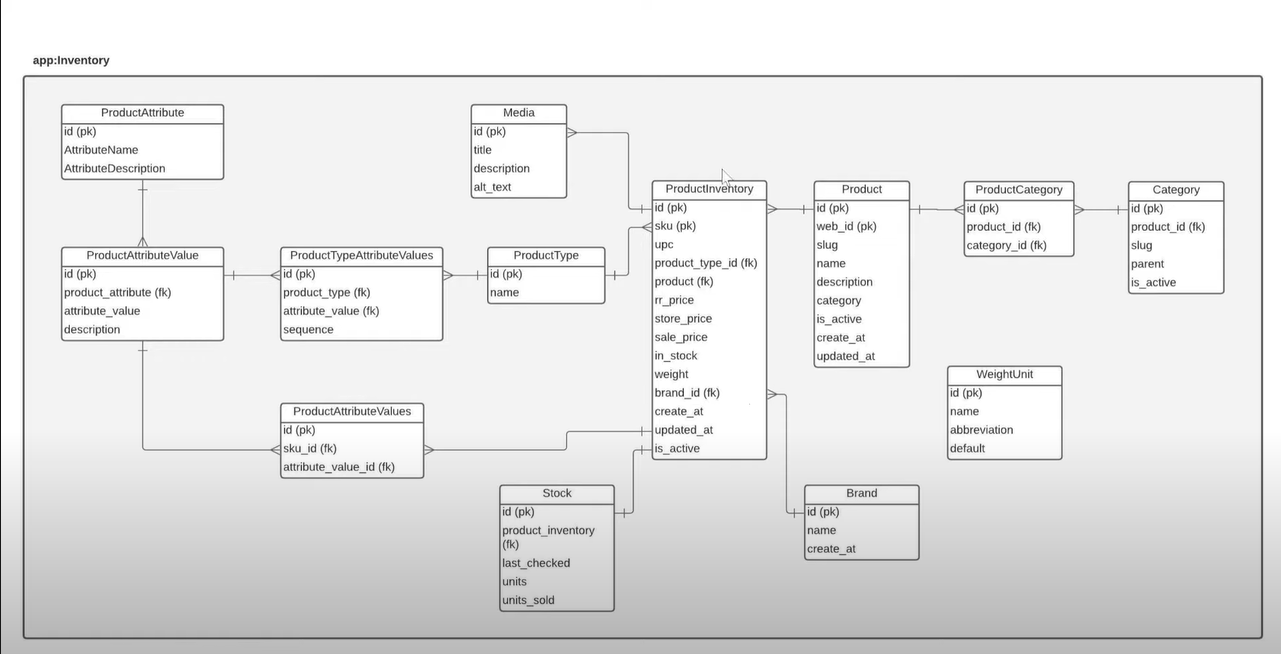 app:Inventory
ProductAttribute
id (pk)
AttributeName
AttributeDescription
Media
id (pk)
title
description
alt_text
ProductInventory
id (pk)
sku (pk)
upc
product_type_id (fk)
product (fk)
rr_price
store_price
sale_price
in_stock
weight
brand_id (fk)
create_at
updated_at
is_active
Product
id (pk)
web_id (pk)
slug
name
description
category
is_active
create_at
updated_at
ProductCategory
id (pk)
product_id (fk)
category_id (fk)
Category
id (pk)
product_id (fk)
slug
parent
is_active
ProductAttributeValue
id (pk)
product_attribute (fk)
attribute_value
description
ProductTypeAttributeValues
id (pk)
product_type (fk)
attribute_value (fk)
sequence
ProductType
id (pk)
name
WeightUnit
id (pk)
name
abbreviation
default
ProductAttributeValues
id (pk)
sku_id (fk)
attribute_value_id (fk)
Stock
id (pk)
product_inventory
(fk)
last_checked
units
units_sold
Brand
id (pk)
name
create_at